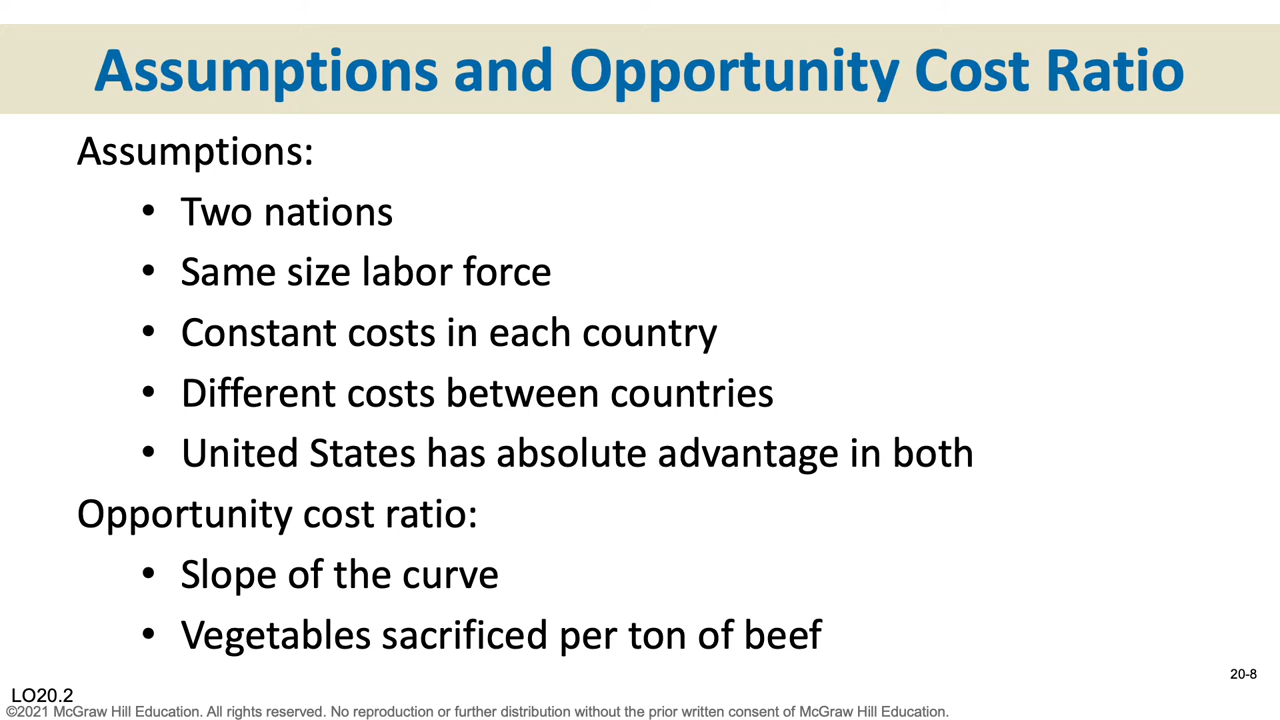 Assumptions and Opportunity Cost Ratio
Assumptions:
• Two nations
• Same size labor force
• Constant costs in each country
• Different costs between countries
• United States has absolute advantage in both
Opportunity cost ratio:
• Slope of the curve
• Vegetables sacrificed per ton of beef
20-8
LO20.2
©2021 McGraw Hill Education. All rights reserved. No reproduction or further distribution without the prior written consent of McGraw Hill Education.